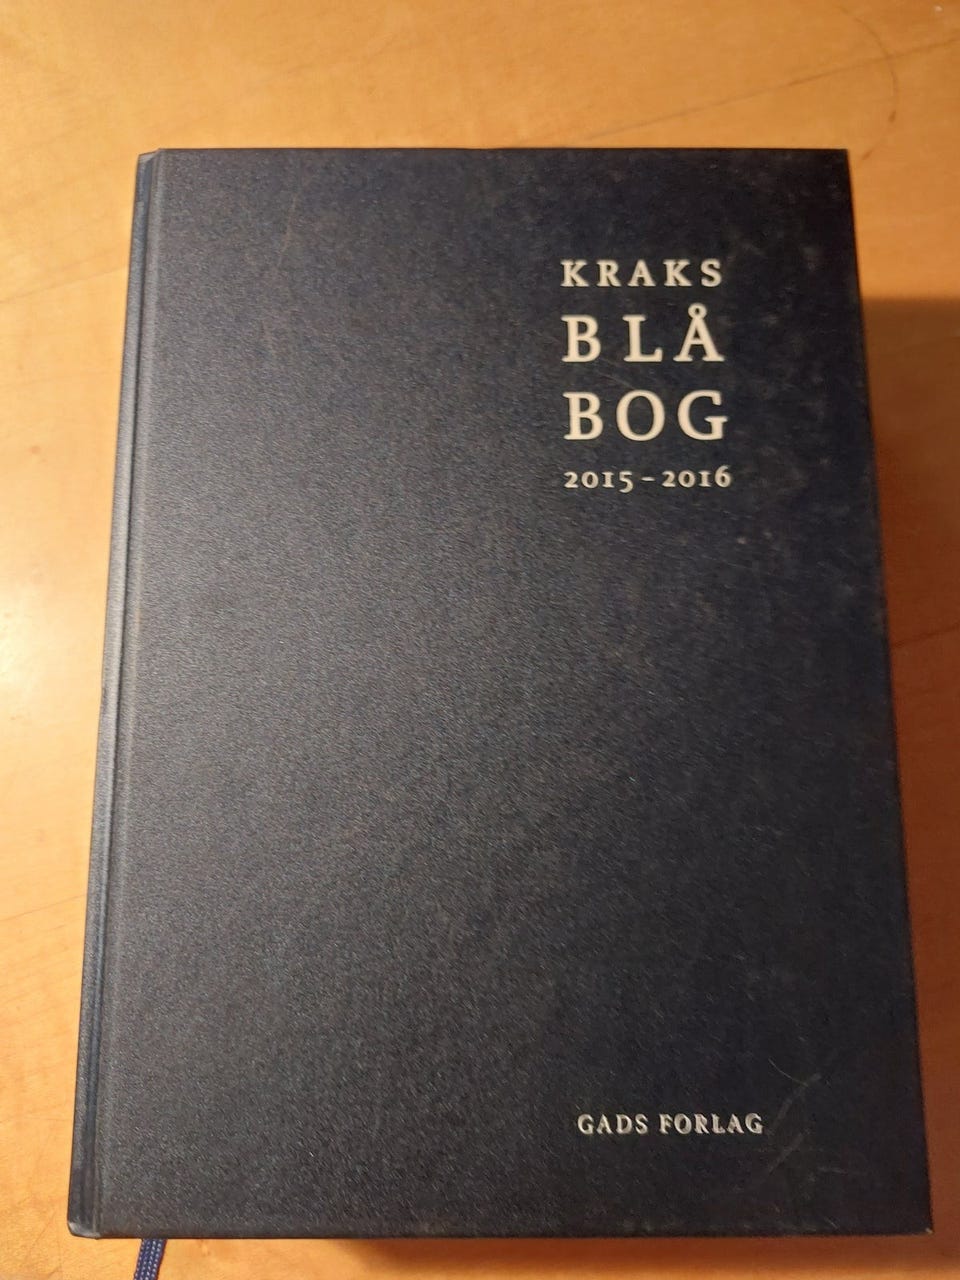 KRAKS
BLÅ
BOG
2015-2016
GADS FORLAG